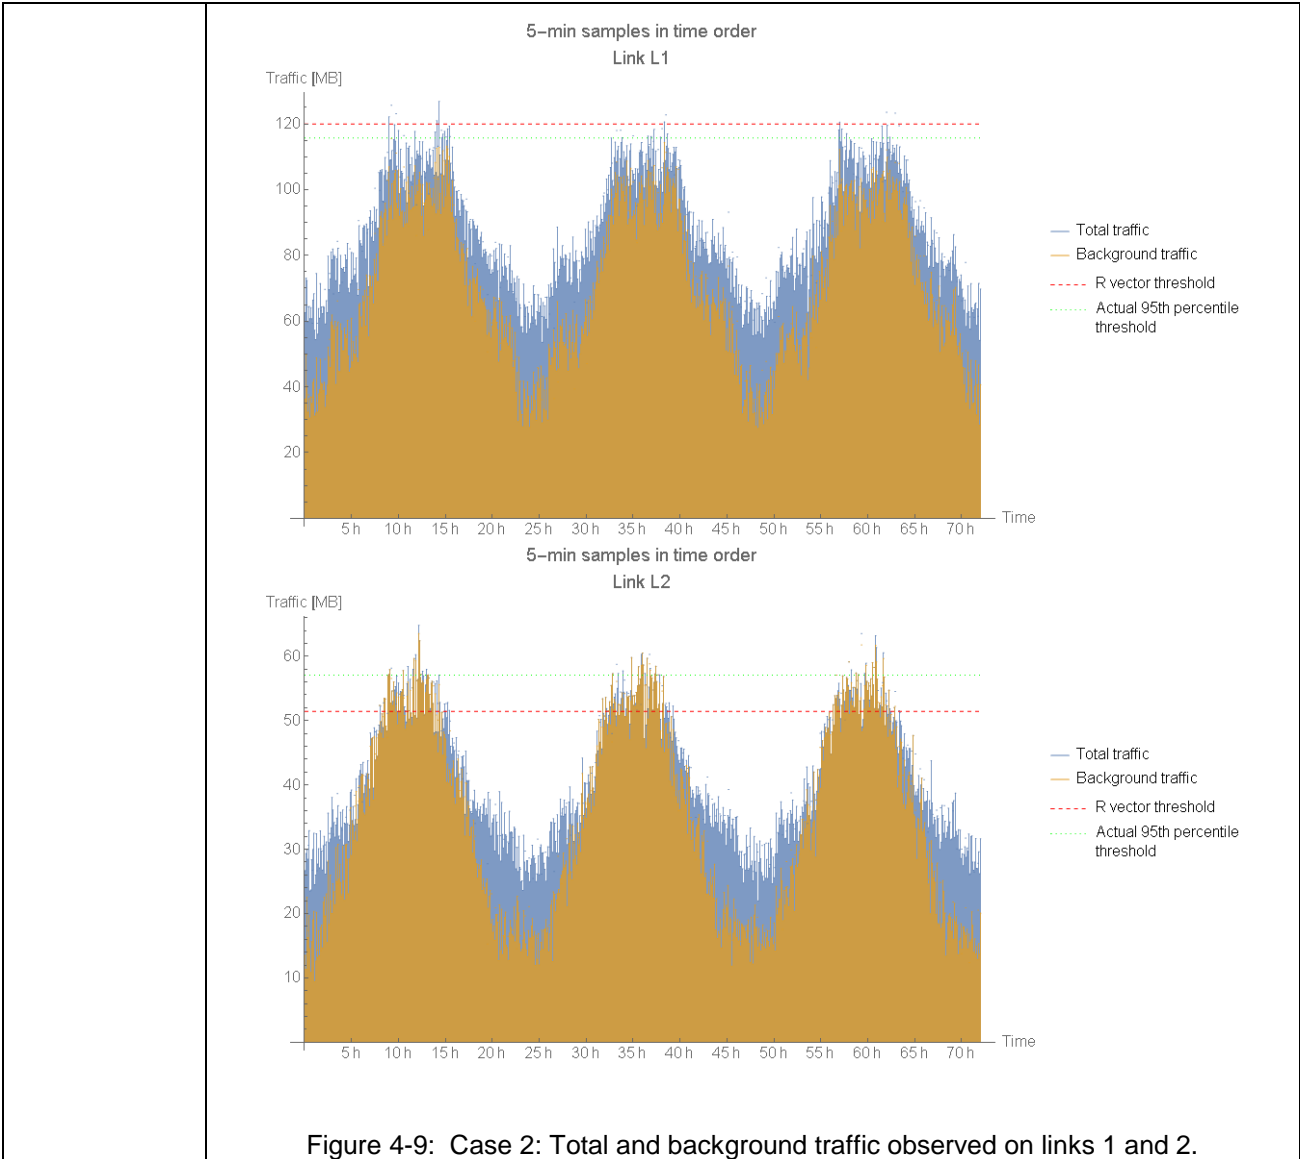 5−min samples in time order
Link L1
Traffic [MB]
120
100
80
60
40
20
5 h 10 h 15 h 20 h 25 h 30 h 35 h 40 h 45 h 50 h 55 h 60 h 65 h 70 h
Time
Total traffic
Background traffic
R vector threshold
Actual 95th percentile
threshold
5−min samples in time order
Link L2
Traffic [MB]
60
50
40
30
20
10
5 h 10 h 15 h 20 h 25 h 30 h 35 h 40 h 45 h 50 h 55 h 60 h 65 h 70 h
Time
Total traffic
Background traffic
R vector threshold
Actual 95th percentile
threshold
Figure 4-9: Case 2: Total and background traffic observed on links 1 and 2.